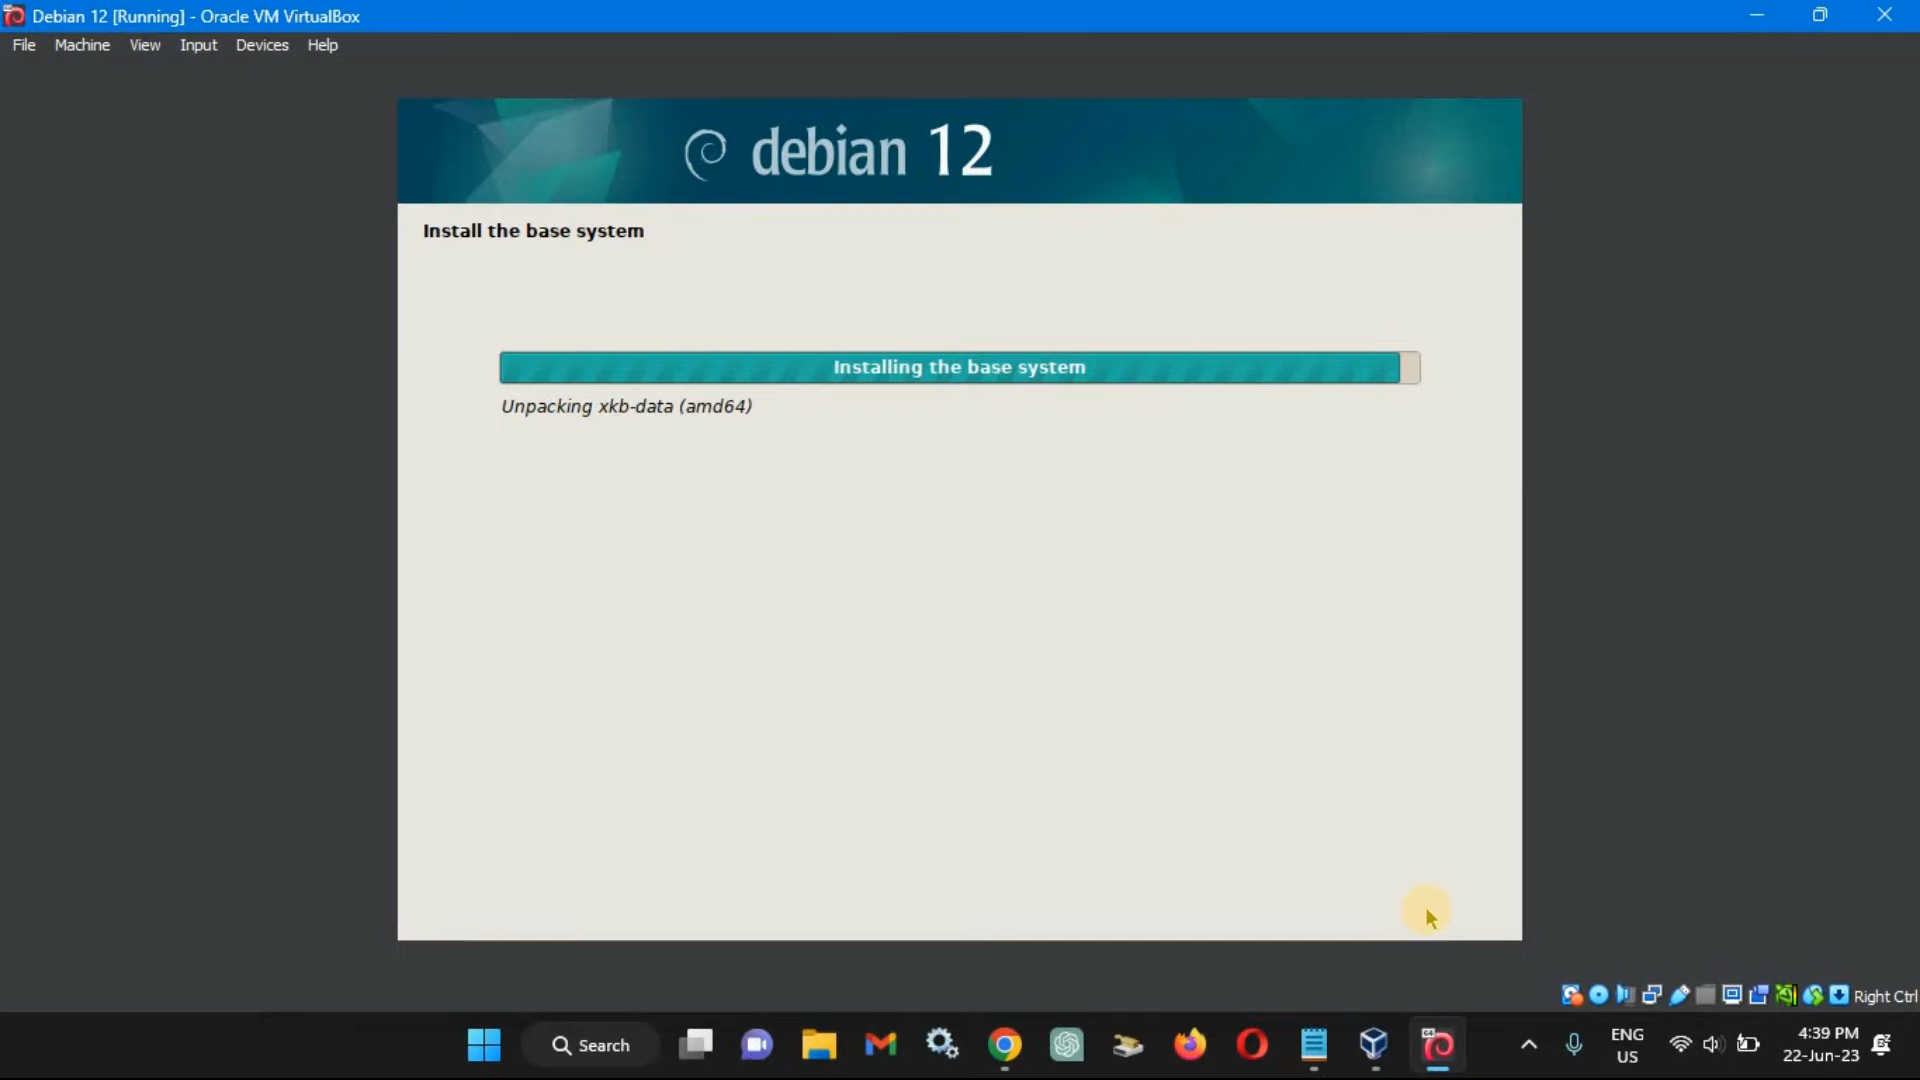 Debian 12 [Running] - Oracle VM VirtualBox
File Machine View Input Devices Help
debian 12
Install the base system
Installing the base system
Unpacking xkb-data (amd64)
Right Ctrl
Search
ENG
US
4:39 PM
22-Jun-23